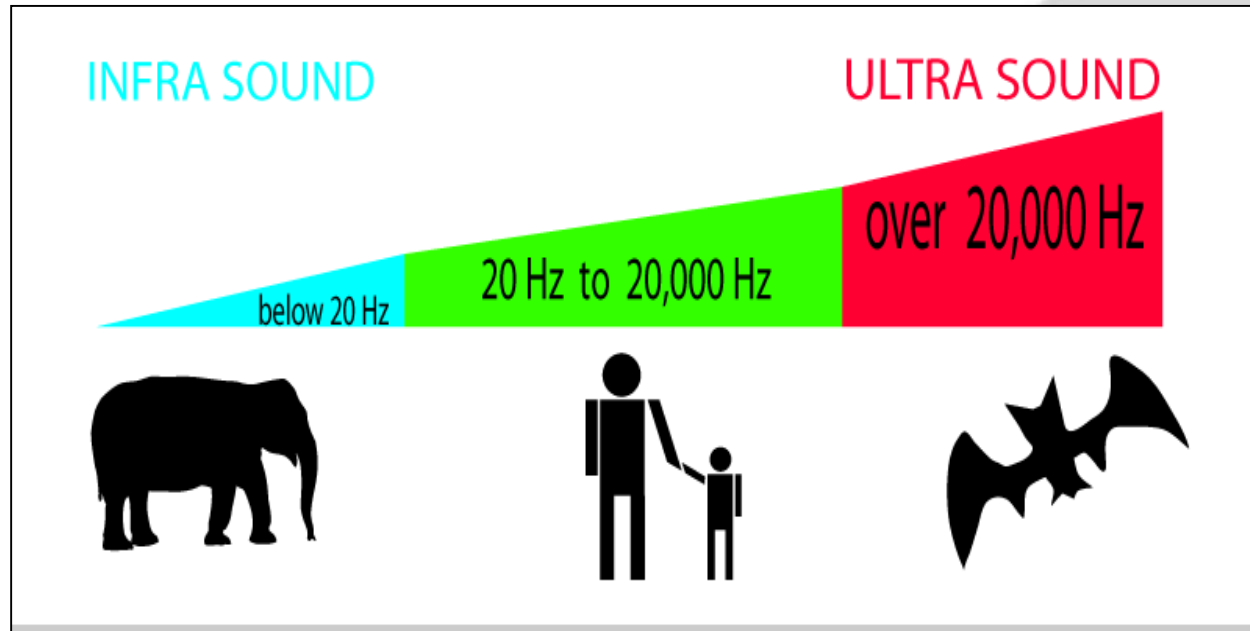 INFRA SOUND
ULTRA SOUND
below 20 Hz
20 Hz to 20,000 Hz
over 20,000 Hz